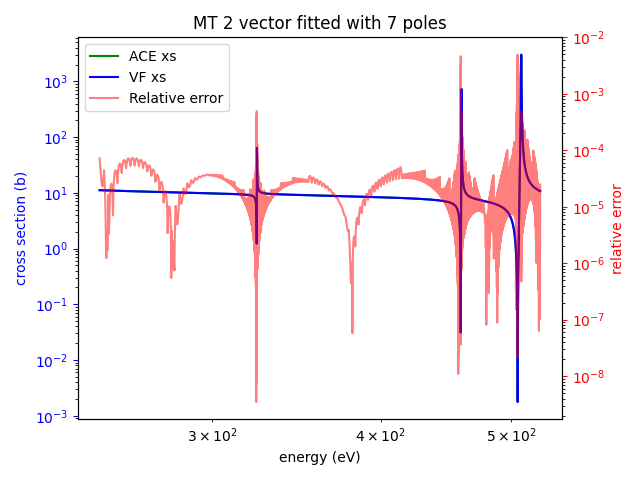 MT 2 vector fitted with 7 poles
ACE xs
VF xs
Relative error
10³
10²
10¹
10⁰
10⁻¹
10⁻²
10⁻³
cross section (b)
10⁻²
10⁻³
10⁻⁴
10⁻⁵
10⁻⁶
10⁻⁷
10⁻⁸
relative error
3 × 10² 4 × 10² 5 × 10²
energy (eV)